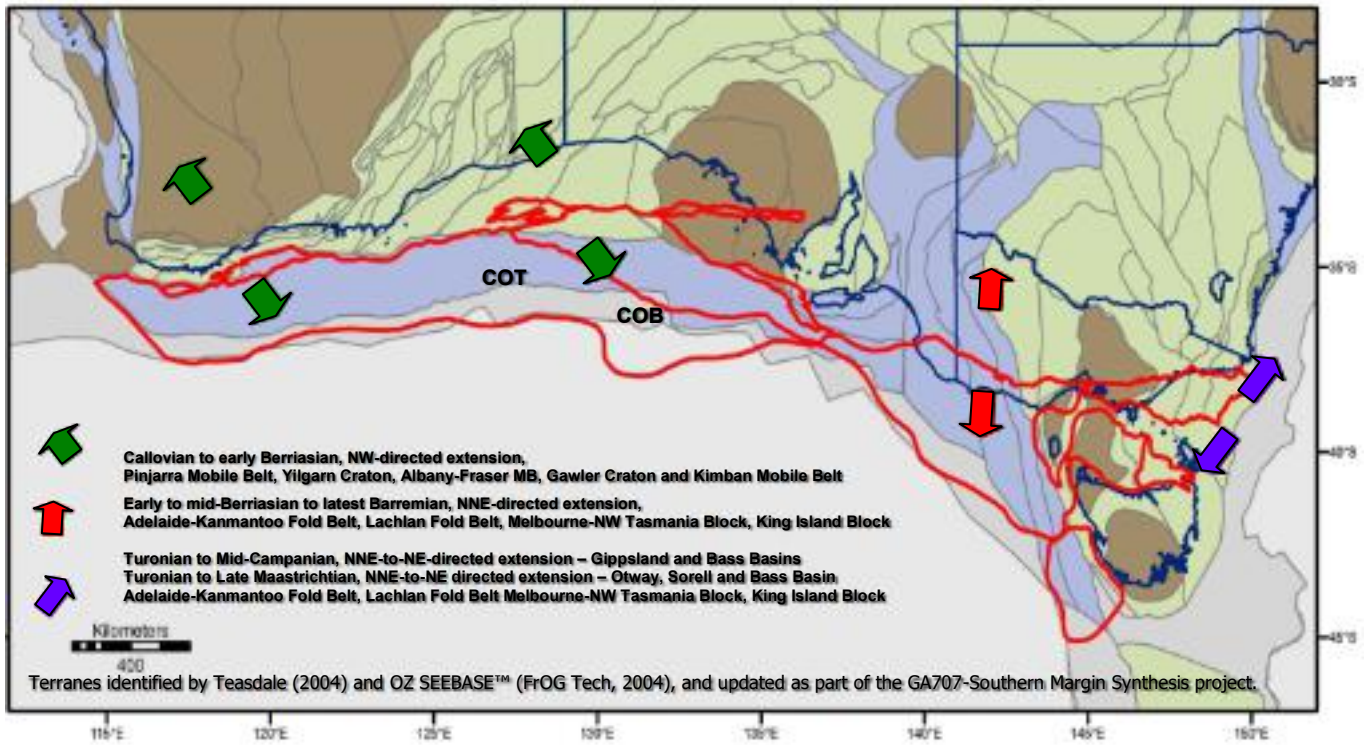 30°S
35°S
COT
COB
40°S
Callovian to early Berriasian, NW-directed extension,
Pinjarra Mobile Belt, Yilgarn Craton, Albany-Fraser MB, Gawler Craton and Kimban Mobile Belt
Early to mid-Berriasian to latest Barremian, NNE-directed extension,
Adelaide-Kanmantoo Fold Belt, Lachlan Fold Belt, Melbourne-NW Tasmania Block, King Island Block
Turonian to Mid-Campanian, NNE-to-NE-directed extension – Gippsland and Bass Basins
Turonian to Late Maastrichtian, NNE-to-NE directed extension – Otway, Sorell and Bass Basin
Adelaide-Kanmantoo Fold Belt, Lachlan Fold Belt Melbourne-NW Tasmania Block, King Island Block
Kilometers
400
45°S
Terranes identified by Teasdale (2004) and OZ SEEBASE™ (FrOG Tech, 2004), and updated as part of the GA707-Southern Margin Synthesis project.
115°E 120°E 125°E 130°E 135°E 140°E 145°E 150°E